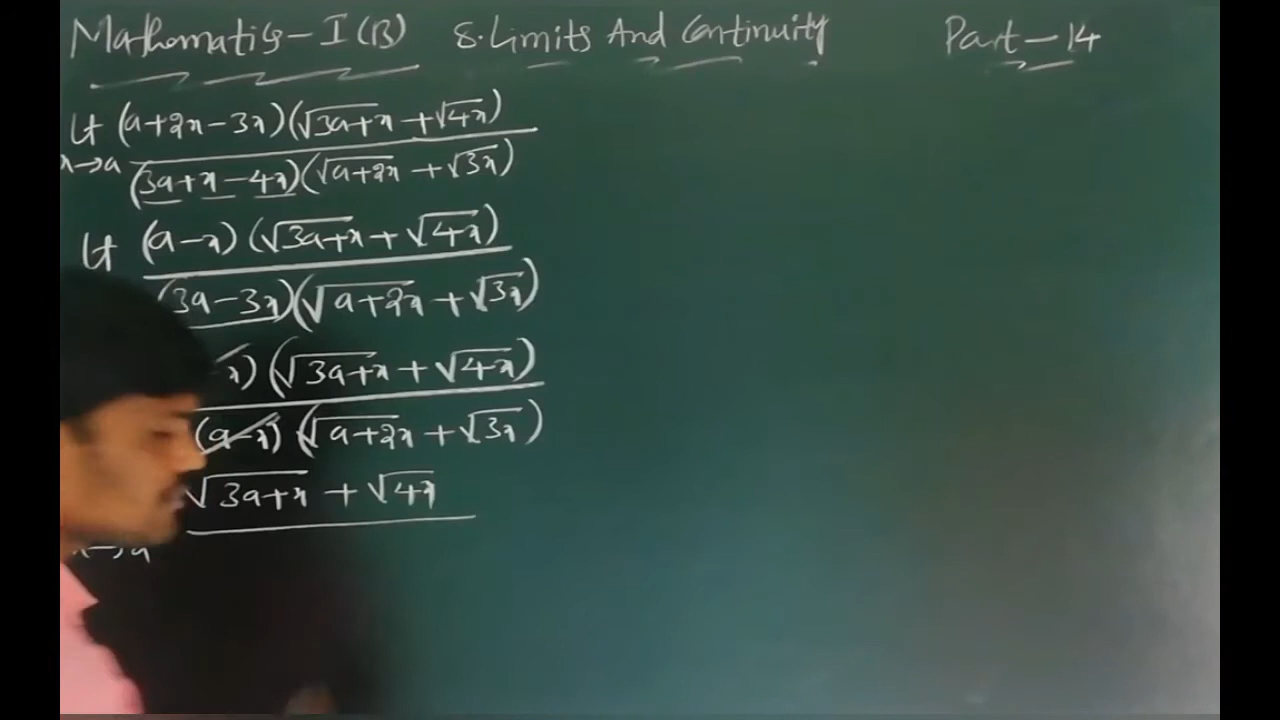 Mathematics-I(B) 8.Limits And Continuity Part-14
Lt (a+2x-3x)(√3a+x+√4x)
x→a (3a+x-4x)(√a+2x+√3x)
Lt (a-x)(√3a+x+√4x)
(3a-3x)(√a+2x+√3x)
x)(√3a+x+√4x)
(a-x)(√a+2x+√3x)
√3a+x+√4x
x→a